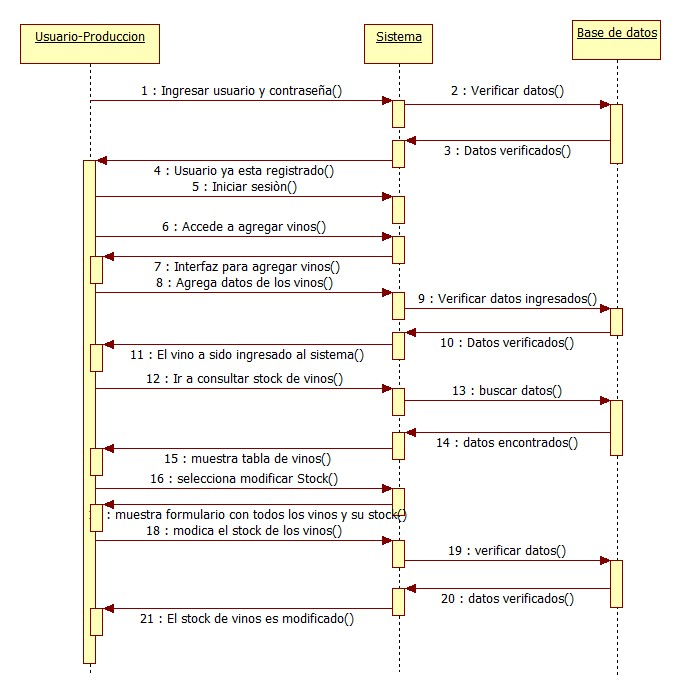 Usuario-Produccion
Sistema
Base de datos
1 : Ingresar usuario y contraseña()
2 : Verificar datos()
3 : Datos verificados()
4 : Usuario ya esta registrado()
5 : Iniciar sesiòn()
6 : Accede a agregar vinos()
7 : Interfaz para agregar vinos()
8 : Agrega datos de los vinos()
9 : Verificar datos ingresados()
10 : Datos verificados()
11 : El vino a sido ingresado al sistema()
12 : Ir a consultar stock de vinos()
13 : buscar datos()
14 : datos encontrados()
15 : muestra tabla de vinos()
16 : selecciona modificar Stock()
: muestra formulario con todos los vinos y su stock()
18 : modica el stock de los vinos()
19 : verificar datos()
20 : datos verificados()
21 : El stock de vinos es modificado()